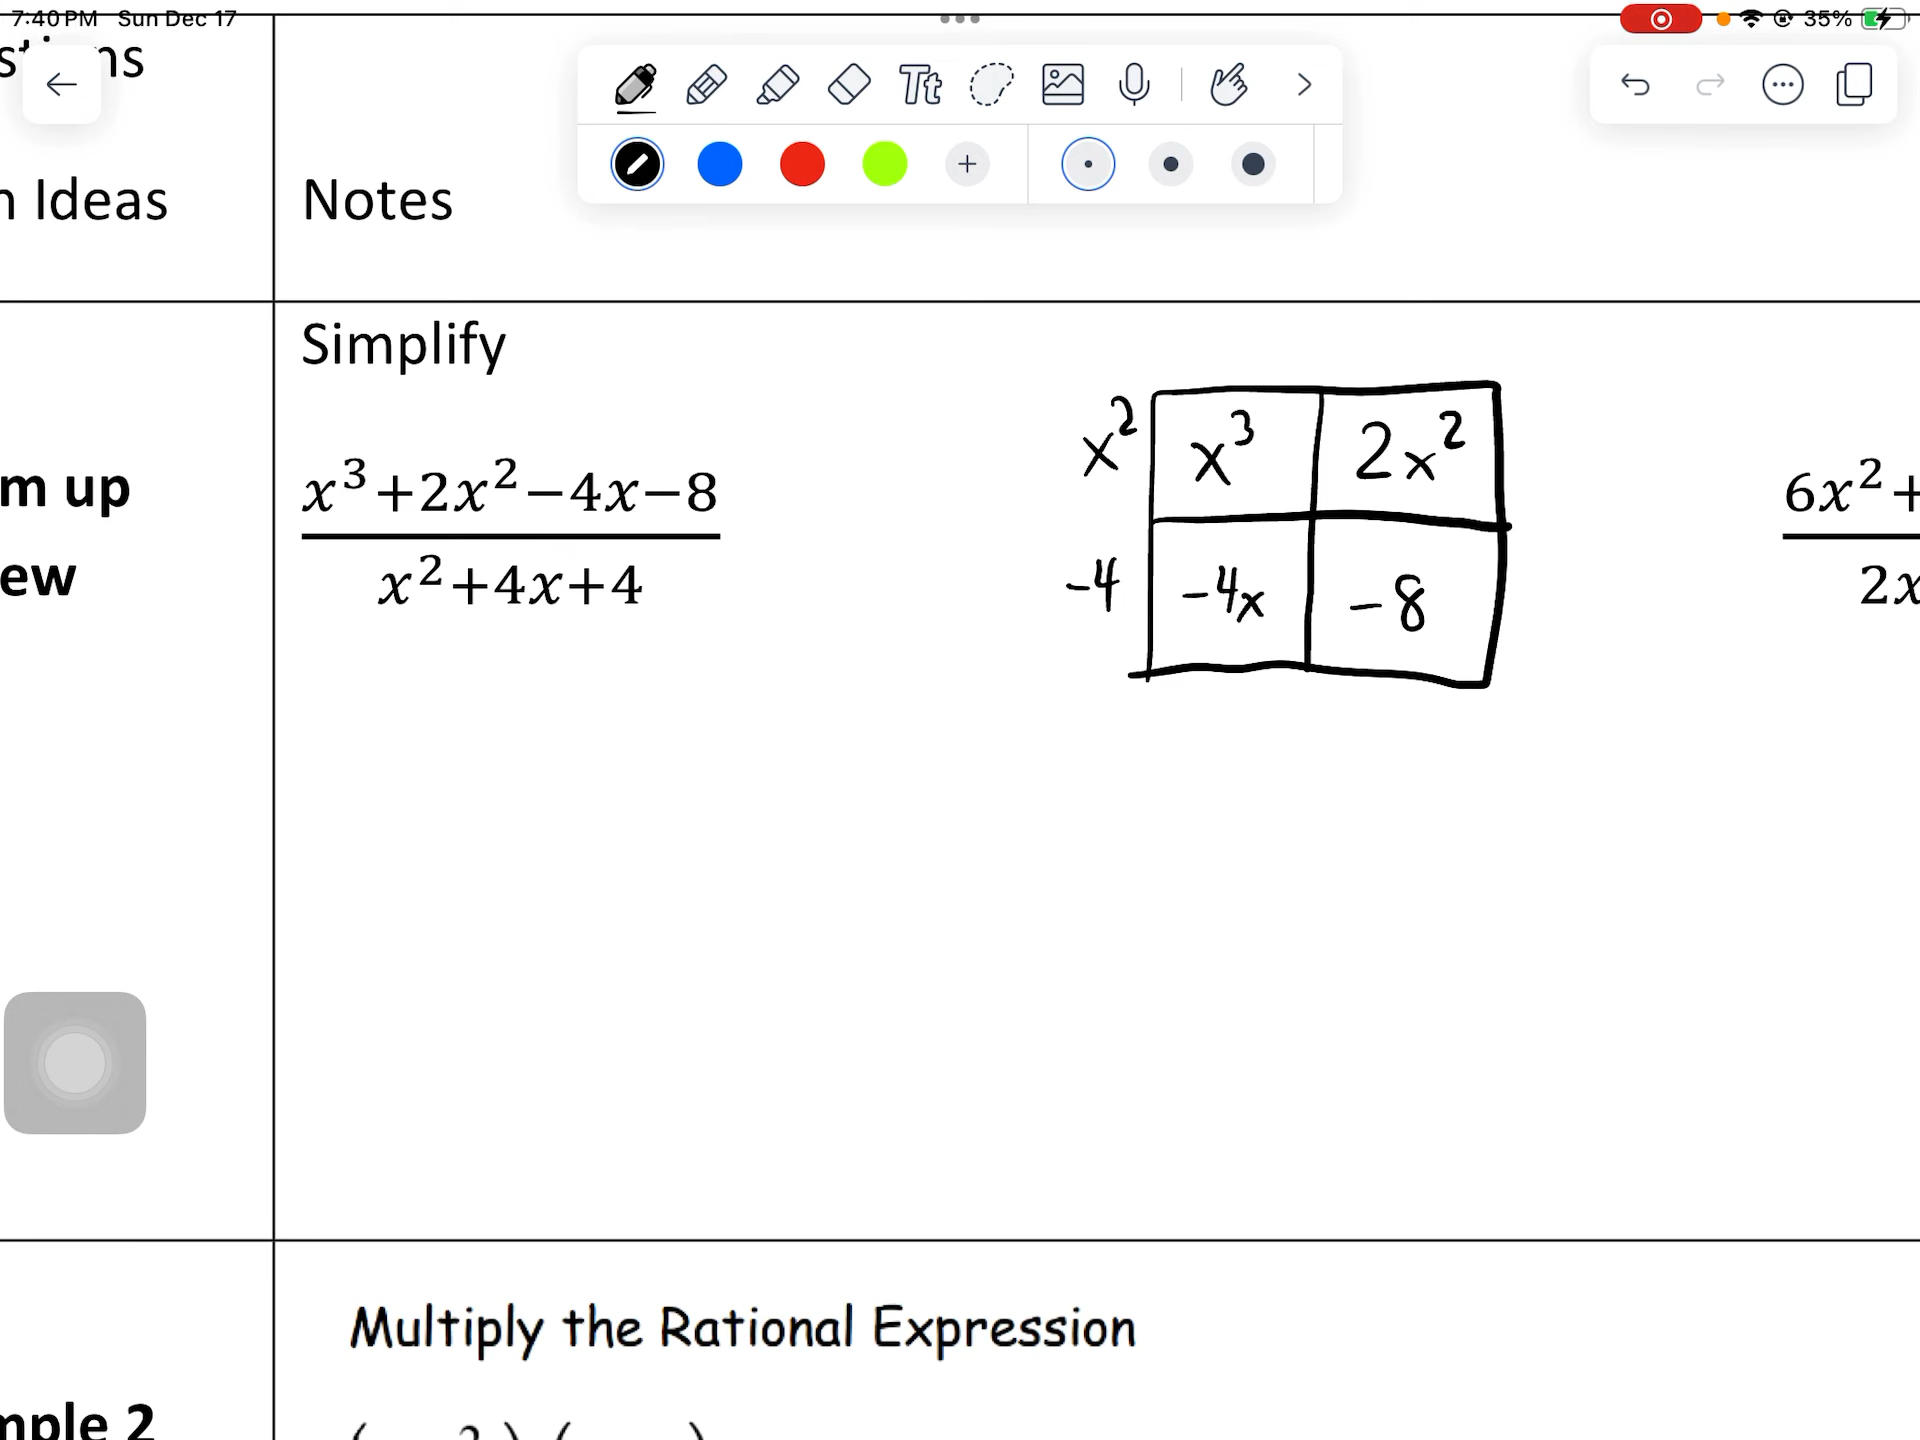 7:40 PM Sun Dec 17
35%
Tt
n Ideas
Notes
Simplify
m up
ew
x³+2x²−4x−8
x²+4x+4
x² x³ 2x²
-4 -4x -8
6x²+
2x
Multiply the Rational Expression
mple 2